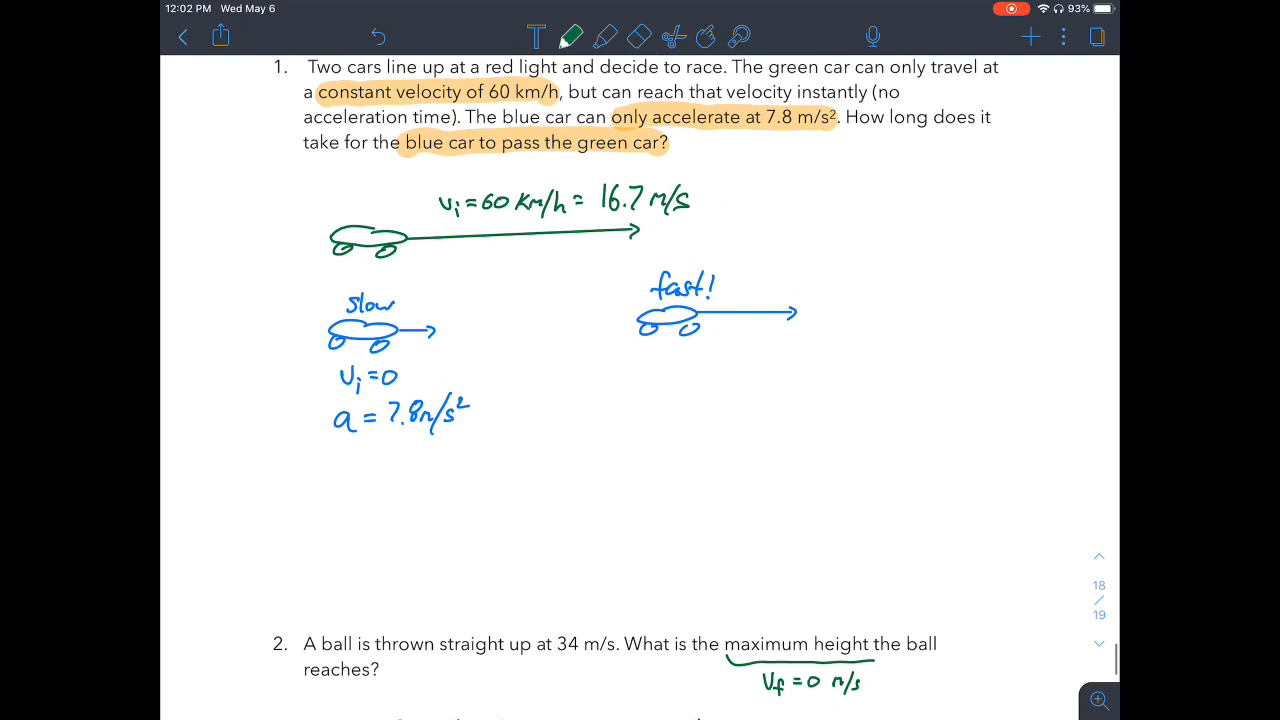 12:02 PM Wed May 6
93%
T
1. Two cars line up at a red light and decide to race. The green car can only travel at
a constant velocity of 60 km/h, but can reach that velocity instantly (no
acceleration time). The blue car can only accelerate at 7.8 m/s². How long does it
take for the blue car to pass the green car?
vᵢ = 60 km/h = 16.7 m/s
fast!
slow
vᵢ = 0
a = 7.8m/s²
18
/
19
2. A ball is thrown straight up at 34 m/s. What is the maximum height the ball
reaches?
v_f = 0 m/s